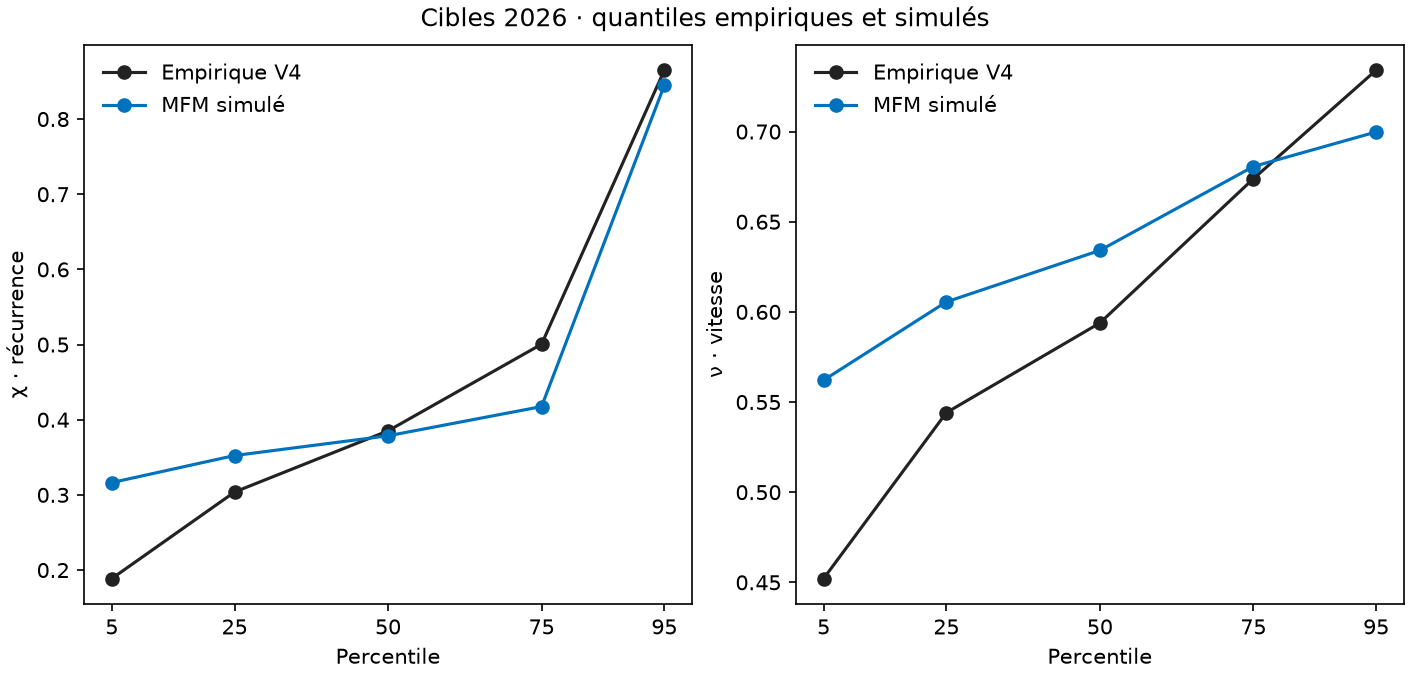 Cibles 2026 · quantiles empiriques et simulés
Empirique V4
MFM simulé
0.8
0.7
0.6
0.5
0.4
0.3
0.2
χ · récurrence
5 25 50 75 95
Percentile
Empirique V4
MFM simulé
0.70
0.65
0.60
0.55
0.50
0.45
ν · vitesse
5 25 50 75 95
Percentile